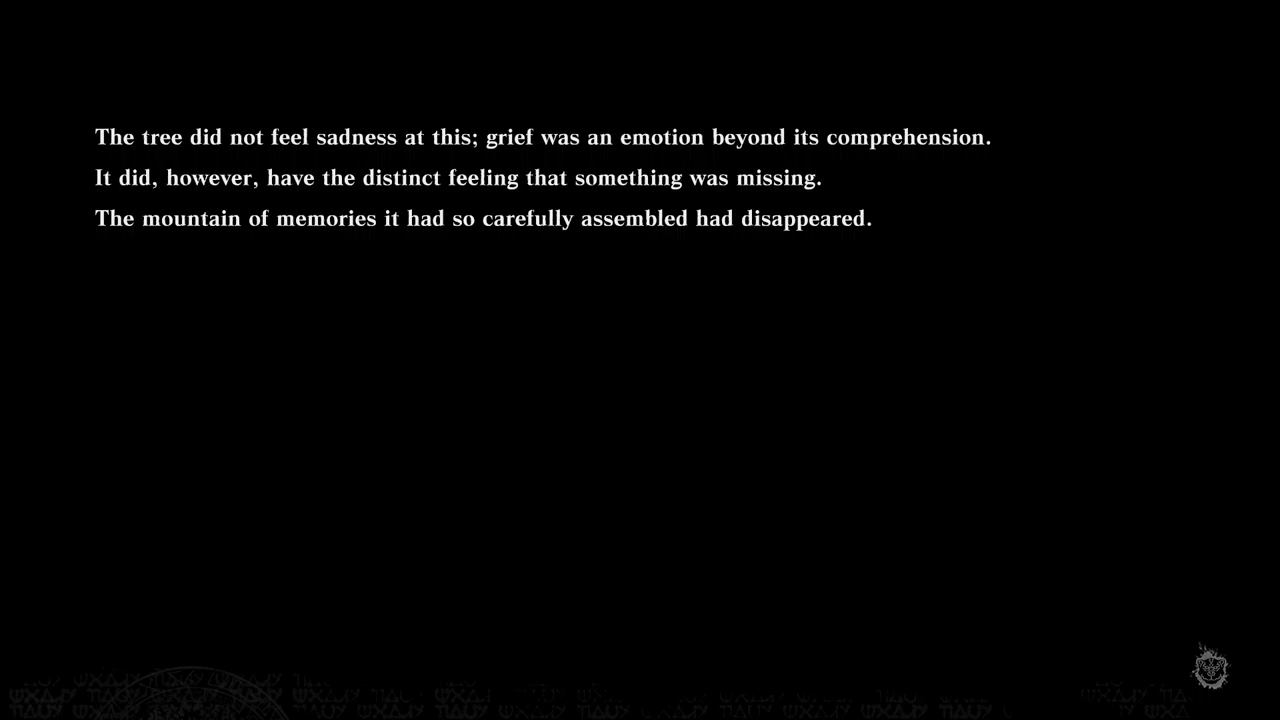 The tree did not feel sadness at this; grief was an emotion beyond its comprehension.
It did, however, have the distinct feeling that something was missing.
The mountain of memories it had so carefully assembled had disappeared.